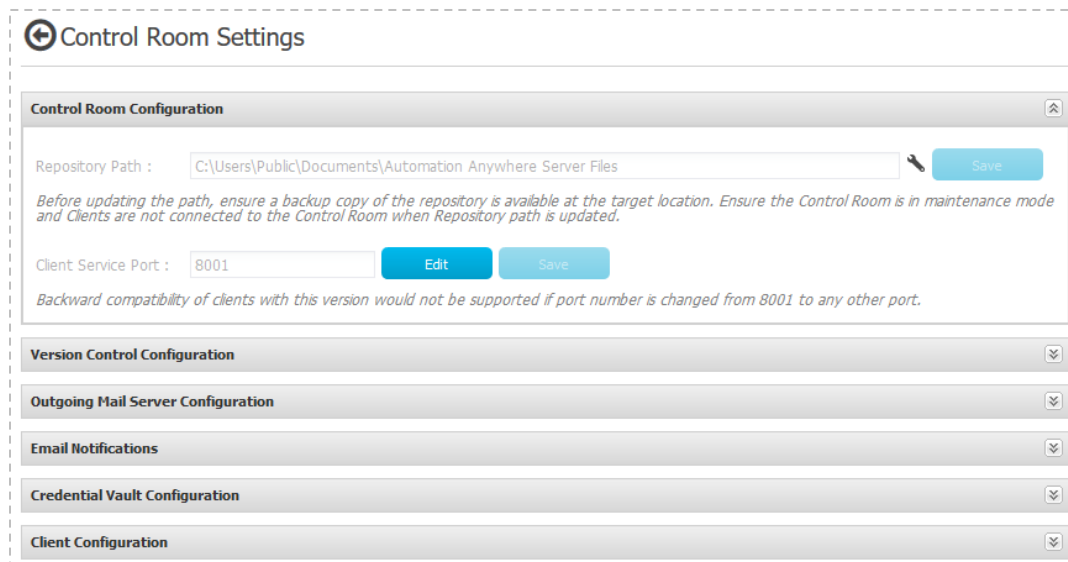 Control Room Settings
Control Room Configuration
Repository Path :
C:\Users\Public\Documents\Automation Anywhere Server Files
Save
Before updating the path, ensure a backup copy of the repository is available at the target location. Ensure the Control Room is in maintenance mode
and Clients are not connected to the Control Room when Repository path is updated.
Client Service Port :
8001
Edit
Save
Backward compatibility of clients with this version would not be supported if port number is changed from 8001 to any other port.
Version Control Configuration
Outgoing Mail Server Configuration
Email Notifications
Credential Vault Configuration
Client Configuration